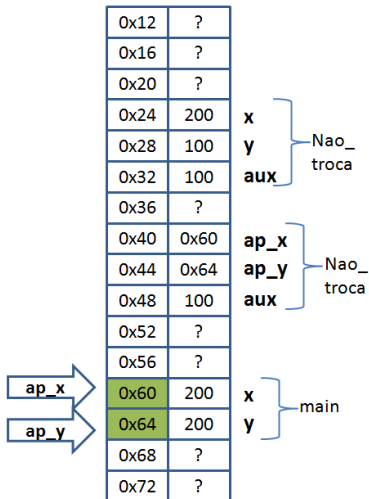 0x12 ?
0x16 ?
0x20 ?
0x24 200 x
0x28 100 y
0x32 100 aux
Nao_
troca
0x36 ?
0x40 0x60 ap_x
0x44 0x64 ap_y
0x48 100 aux
Nao_
troca
0x52 ?
0x56 ?
ap_x 0x60 200 x
ap_y 0x64 200 y
main
0x68 ?
0x72 ?